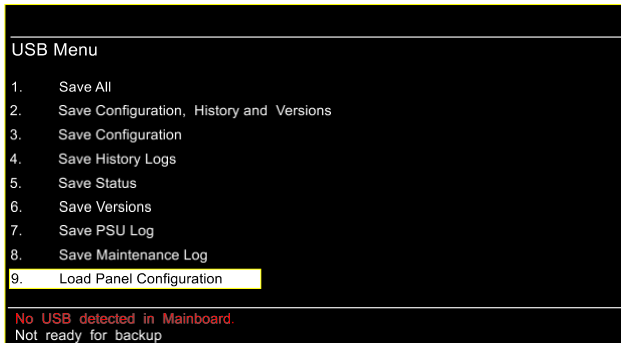 USB Menu
1. Save All
2. Save Configuration, History and Versions
3. Save Configuration
4. Save History Logs
5. Save Status
6. Save Versions
7. Save PSU Log
8. Save Maintenance Log
9. Load Panel Configuration
No USB detected in Mainboard.
Not ready for backup